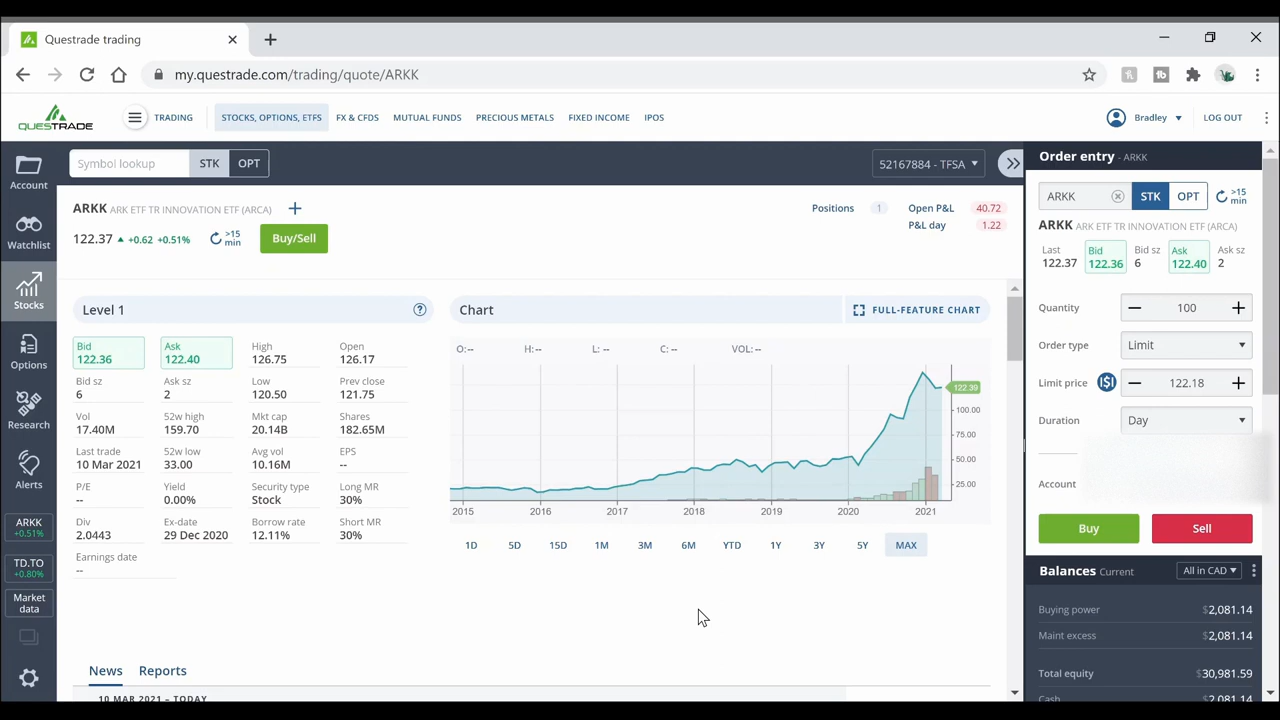 Questrade trading
my.questrade.com/trading/quote/ARKK
QUESTRADE
TRADING
STOCKS, OPTIONS, ETFS
FX & CFDS
MUTUAL FUNDS
PRECIOUS METALS
FIXED INCOME
IPOS
Bradley
LOG OUT
Account
Watchlist
Stocks
Options
Research
Alerts
ARKK
+0.51%
TD.TO
+0.80%
Market
data
Symbol lookup
STK
OPT
52167884 - TFSA
ARKK ARK ETF TR INNOVATION ETF (ARCA)
122.37 +0.62 +0.51%
>15
min
Buy/Sell
Positions 1
Open P&L 40.72
P&L day 1.22
Level 1
Bid Ask High Open
122.36 122.40 126.75 126.17
Bid sz Ask sz Low Prev close
6 2 120.50 121.75
Vol 52w high Mkt cap Shares
17.40M 159.70 20.14B 182.65M
Last trade 52w low Avg vol EPS
10 Mar 2021 33.00 10.16M --
P/E Yield Security type Long MR
-- 0.00% Stock 30%
Div Ex-date Borrow rate Short MR
2.0443 29 Dec 2020 12.11% 30%
Earnings date
--
Chart
FULL-FEATURE CHART
O:-- H:-- L:-- C:-- VOL:--
122.39
100.00
75.00
50.00
25.00
2015 2016 2017 2018 2019 2020 2021
1D 5D 15D 1M 3M 6M YTD 1Y 3Y 5Y MAX
News Reports
10 MAR 2021 – TODAY
Order entry - ARKK
ARKK
STK
OPT
>15
min
ARKK ARK ETF TR INNOVATION ETF (ARCA)
Last Bid Bid sz Ask Ask sz
122.37 122.36 6 122.40 2
Quantity 100
Order type Limit
Limit price 122.18
Duration Day
Account
Buy
Sell
Balances Current
All in CAD
Buying power $2,081.14
Maint excess $2,081.14
Total equity $30,981.59
Cash $2,081.14